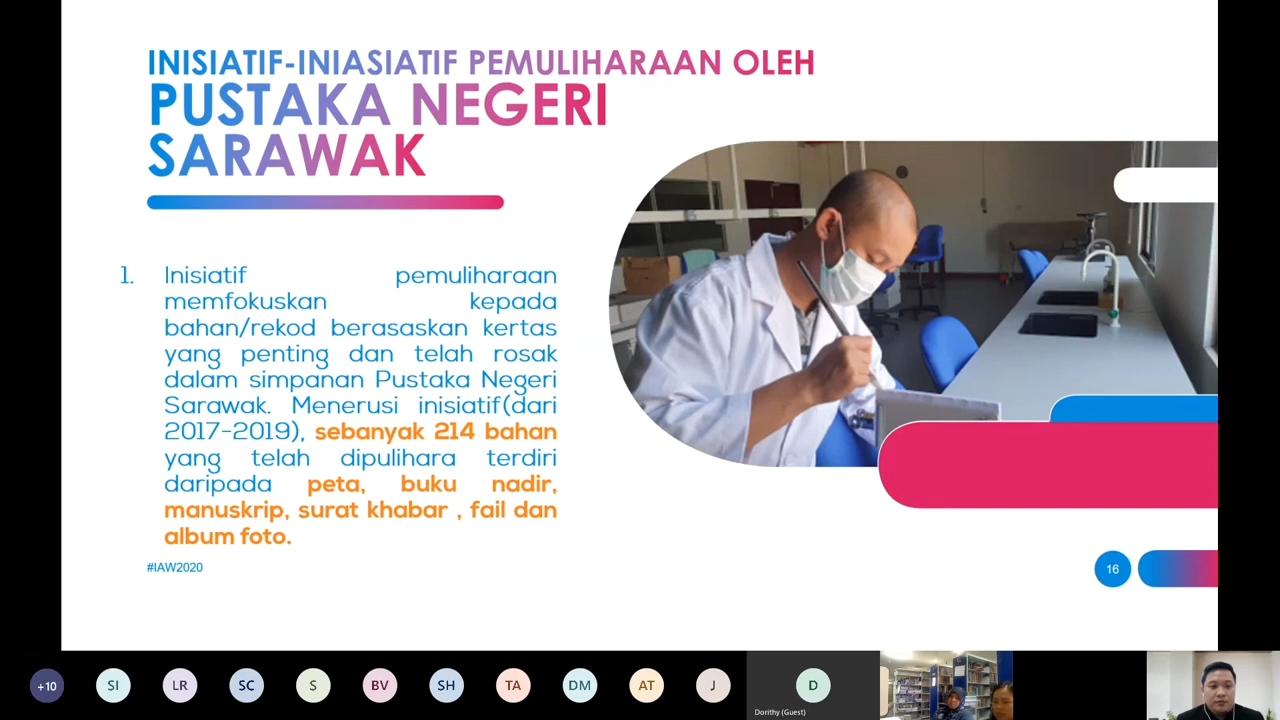 INISIATIF-INIASIATIF PEMULIHARAAN OLEH
PUSTAKA NEGERI
SARAWAK
1. Inisiatif pemuliharaan
memfokuskan kepada
bahan/rekod berasaskan kertas
yang penting dan telah rosak
dalam simpanan Pustaka Negeri
Sarawak. Menerusi inisiatif(dari
2017-2019), sebanyak 214 bahan
yang telah dipulihara terdiri
daripada peta, buku nadir,
manuskrip, surat khabar , fail dan
album foto.
#IAW2020
16
+10 SI LR SC S BV SH TA DM AT J D
Dorithy (Guest)